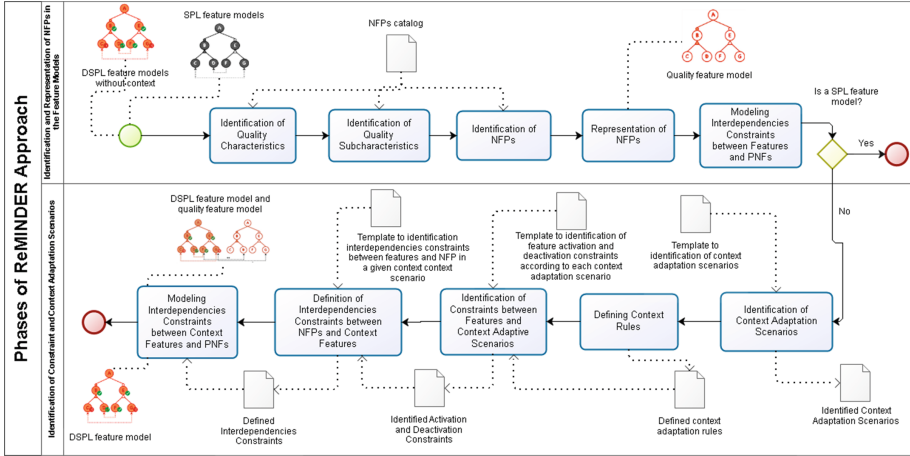 Phases of ReMINDER Approach
Identification and Representation of NFPs in
the Feature Models
DSPL feature models
without context
SPL feature models
NFPs catalog
Quality feature model
Is a SPL feature
model?
Identification of
Quality
Characteristics
Identification of
Quality
Subcharacteristics
Identification of
NFPs
Representation of
NFPs
Modeling
Interdependencies
Constraints
between Features
and PNFs
Yes
No
Identification of Constraint and Context Adaptation Scenarios
DSPL feature model and
quality feature model
Template to identification
interdependencies constraints
between features and NFP in
a given context context
scenario
Template to identification of
feature activation and
deactivation constraints
according to each context
adaptation scenario
Template to
identification of context
adaptation scenarios
Modeling
Interdependencies
Constraints
between Context
Features and PNFs
Definition of
Interdependencies
Constraints between
NFPs and Context
Features
Identification of
Constraints between
Features and
Context Adaptive
Scenarios
Defining Context
Rules
Identification of
Context Adaptation
Scenarios
DSPL feature model
Defined
Interdependencies
Constraints
Identified Activation
and Deactivation
Constraints
Defined context
adaptation rules
Identified Context
Adaptation Scenarios